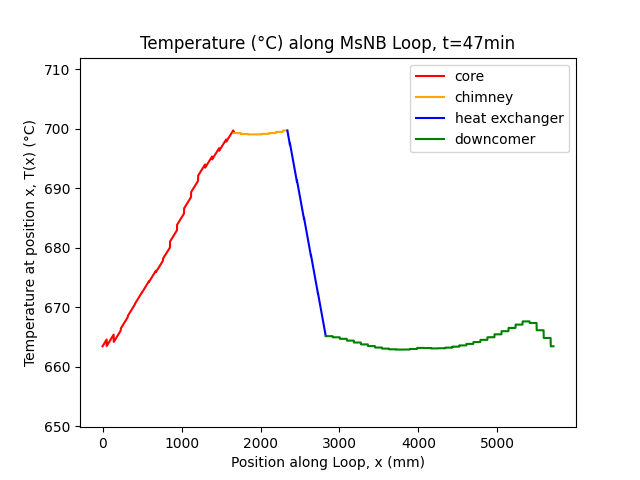 Temperature (°C) along MsNB Loop, t=47min
Temperature at position x, T(x) (°C)
710
700
690
680
670
660
650
0
1000
2000
3000
4000
5000
Position along Loop, x (mm)
core
chimney
heat exchanger
downcomer